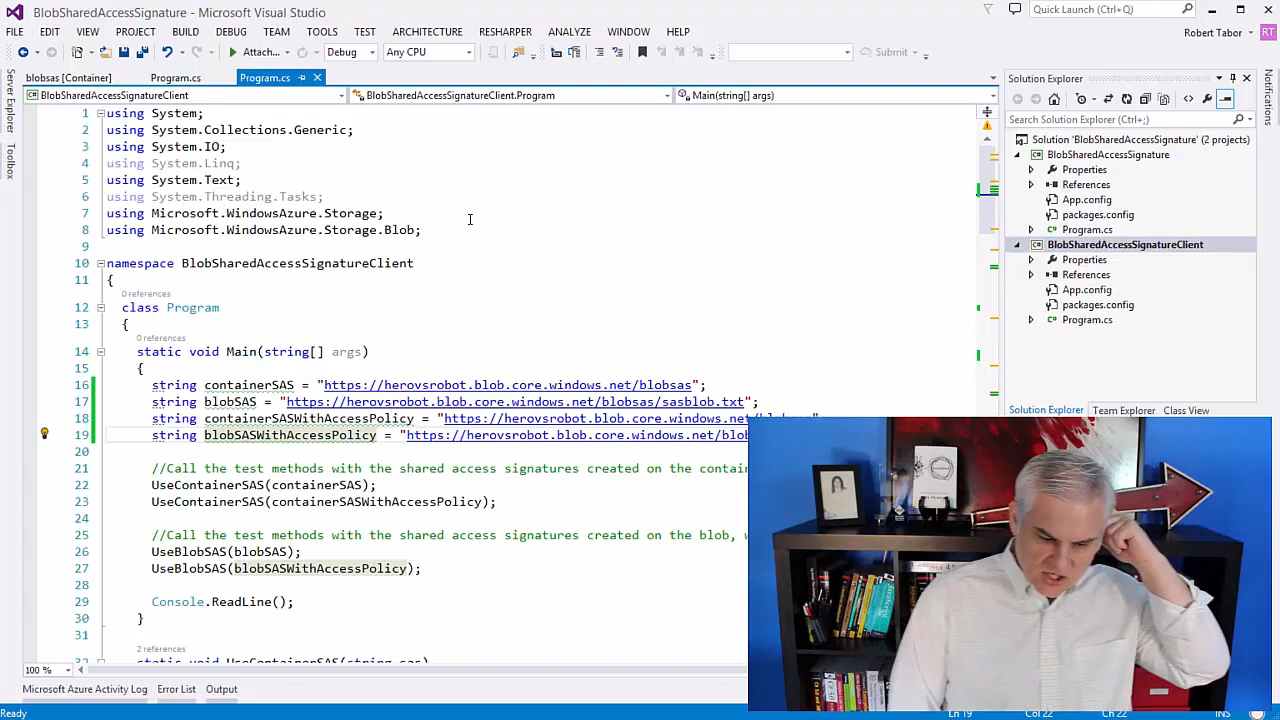 BlobSharedAccessSignature - Microsoft Visual Studio
Quick Launch (Ctrl+Q)
FILE EDIT VIEW PROJECT BUILD DEBUG TEAM TOOLS TEST ARCHITECTURE RESHARPER ANALYZE WINDOW HELP
Robert Tabor RT
Attach... Debug Any CPU Submit
blobsas [Container] Program.cs Program.cs
Solution Explorer
BlobSharedAccessSignatureClient BlobSharedAccessSignatureClient.Program Main(string[] args)
Server Explorer
Toolbox
Notifications
1 using System;
2 using System.Collections.Generic;
3 using System.IO;
4 using System.Linq;
5 using System.Text;
6 using System.Threading.Tasks;
7 using Microsoft.WindowsAzure.Storage;
8 using Microsoft.WindowsAzure.Storage.Blob;
9
10 namespace BlobSharedAccessSignatureClient
11 {
0 references
12 class Program
13 {
0 references
14 static void Main(string[] args)
15 {
16 string containerSAS = "https://herovsrobot.blob.core.windows.net/blobsas";
17 string blobSAS = "https://herovsrobot.blob.core.windows.net/blobsas/sasblob.txt";
18 string containerSASWithAccessPolicy = "https://herovsrobot.blob.core.windows.net/
19 string blobSASWithAccessPolicy = "https://herovsrobot.blob.core.windows.net/blob
20
21 //Call the test methods with the shared access signatures created on the contain
22 UseContainerSAS(containerSAS);
23 UseContainerSAS(containerSASWithAccessPolicy);
24
25 //Call the test methods with the shared access signatures created on the blob, w
26 UseBlobSAS(blobSAS);
27 UseBlobSAS(blobSASWithAccessPolicy);
28
29 Console.ReadLine();
30 }
31
2 references
32 static void UseContainerSAS(string sas)
100 %
Search Solution Explorer (Ctrl+;)
Solution 'BlobSharedAccessSignature' (2 projects)
BlobSharedAccessSignature
Properties
References
App.config
packages.config
Program.cs
BlobSharedAccessSignatureClient
Properties
References
App.config
packages.config
Program.cs
Solution Explorer Team Explorer Class View
Microsoft Azure Activity Log Error List Output
Ready Ln 19 Col 22 INS